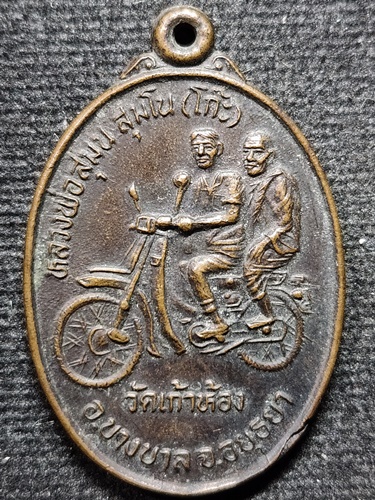 หลวงพ่อสมุน สุมโน (โก๊ะ)
วัดเก้าห้อง
อ.บางบาล จ.อยุธยา